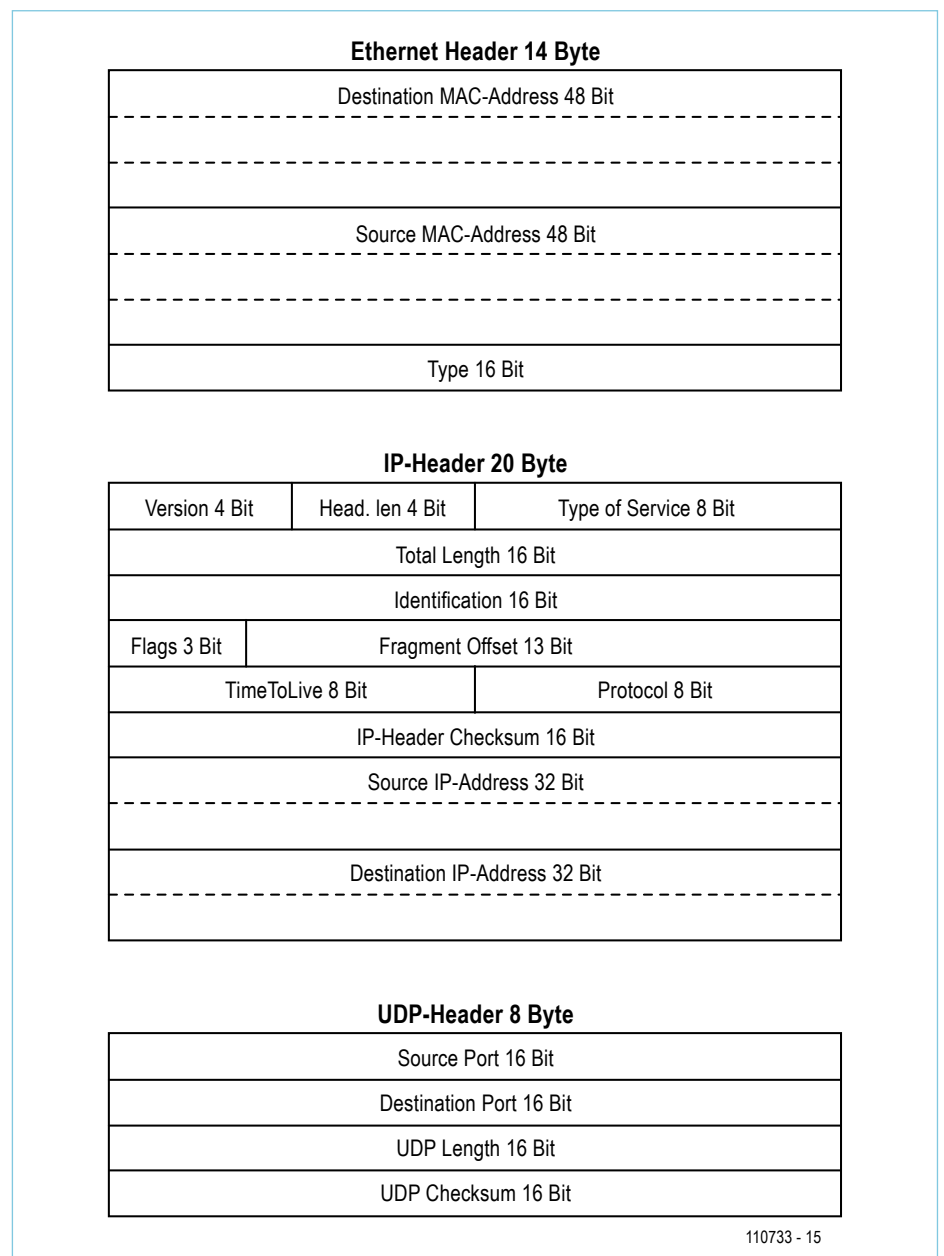 Ethernet Header 14 Byte
Destination MAC-Address 48 Bit
Source MAC-Address 48 Bit
Type 16 Bit
IP-Header 20 Byte
Version 4 Bit Head. len 4 Bit Type of Service 8 Bit
Total Length 16 Bit
Identification 16 Bit
Flags 3 Bit Fragment Offset 13 Bit
TimeToLive 8 Bit Protocol 8 Bit
IP-Header Checksum 16 Bit
Source IP-Address 32 Bit
Destination IP-Address 32 Bit
UDP-Header 8 Byte
Source Port 16 Bit
Destination Port 16 Bit
UDP Length 16 Bit
UDP Checksum 16 Bit
110733 - 15